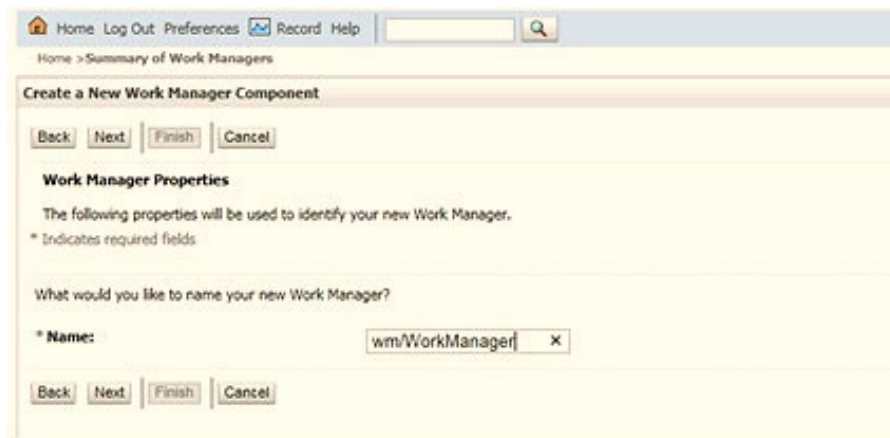 Home Log Out Preferences Record Help
Home >Summary of Work Managers
Create a New Work Manager Component
Back Next Finish Cancel
Work Manager Properties
The following properties will be used to identify your new Work Manager.
* Indicates required fields
What would you like to name your new Work Manager?
* Name: wm/WorkManager ×
Back Next Finish Cancel